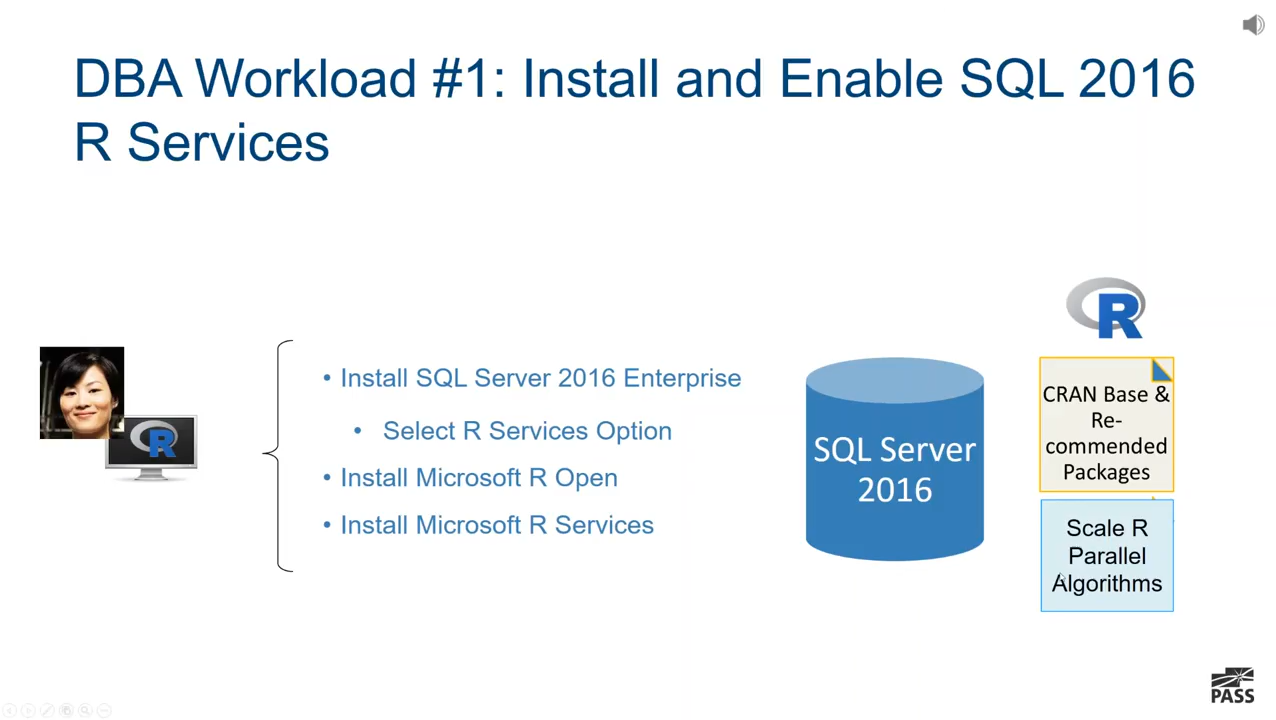 DBA Workload #1: Install and Enable SQL 2016
R Services
• Install SQL Server 2016 Enterprise
• Select R Services Option
• Install Microsoft R Open
• Install Microsoft R Services
R
SQL Server
2016
R
CRAN Base &
Re-
commended
Packages
Scale R
Parallel
Algorithms
PASS